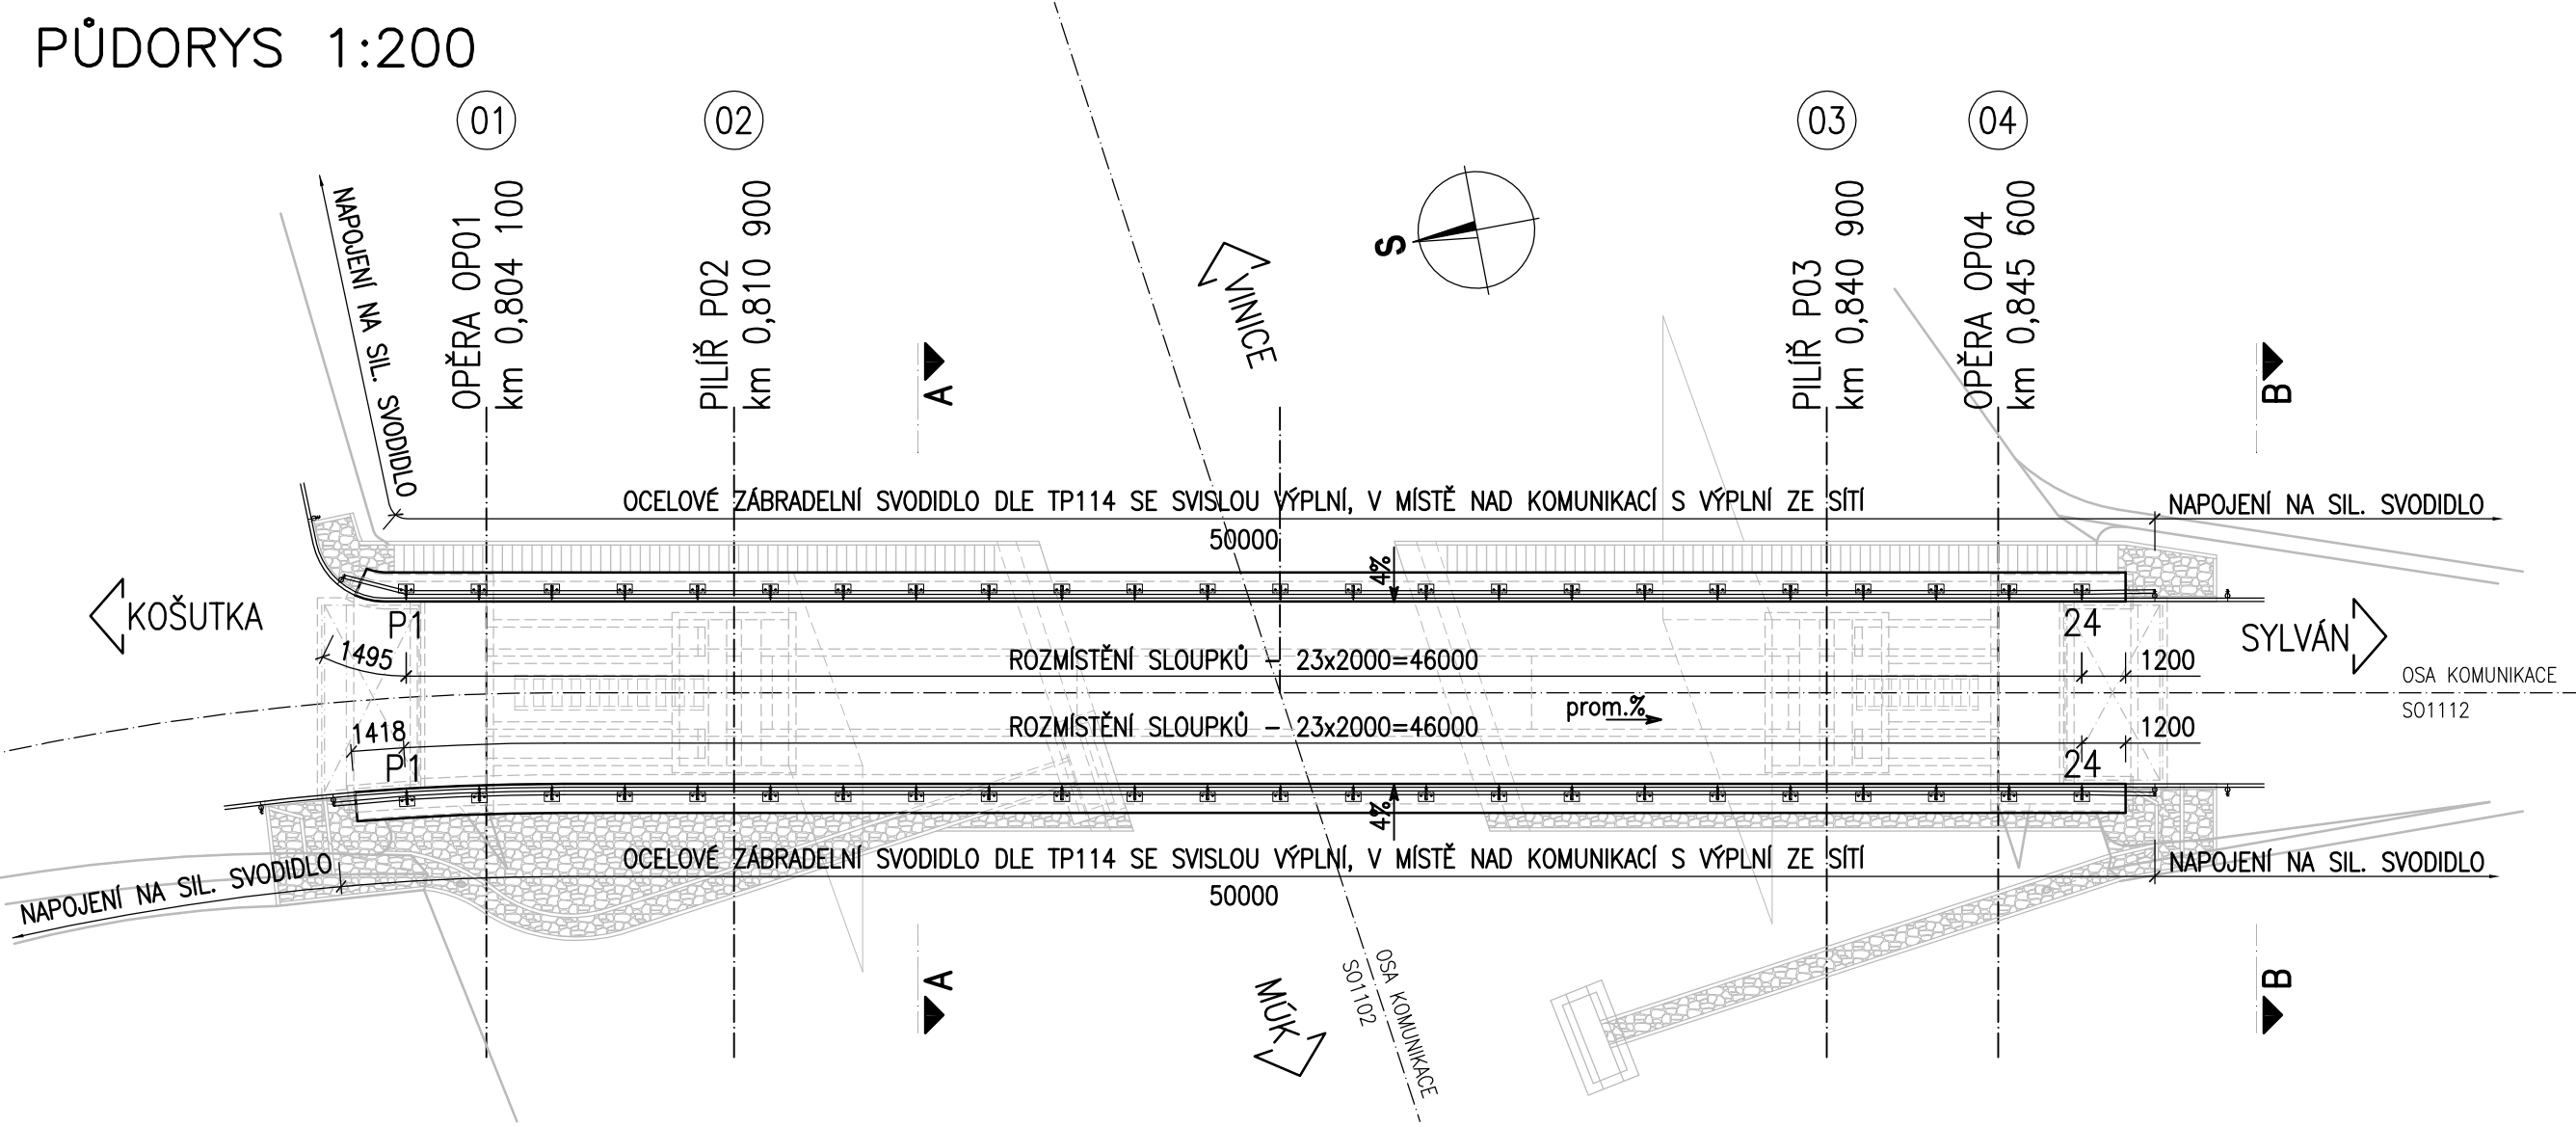 PŮDORYS 1:200
01
02
03
04
OPĚRA OP01
km 0,804 100
PILÍŘ P02
km 0,810 900
PILÍŘ P03
km 0,840 900
OPĚRA OP04
km 0,845 600
NAPOJENÍ NA SIL. SVODIDLO
A
VINICE
S
B
OCELOVÉ ZÁBRADELNÍ SVODIDLO DLE TP114 SE SVISLOU VÝPLNÍ, V MÍSTĚ NAD KOMUNIKACÍ S VÝPLNÍ ZE SÍTÍ
NAPOJENÍ NA SIL. SVODIDLO
50000
4%
KOŠUTKA
P1
24
SYLVÁN
1495
ROZMÍSTĚNÍ SLOUPKŮ - 23x2000=46000
1200
OSA KOMUNIKACE
SO1112
prom.%
1418
ROZMÍSTĚNÍ SLOUPKŮ - 23x2000=46000
1200
P1
24
4%
OCELOVÉ ZÁBRADELNÍ SVODIDLO DLE TP114 SE SVISLOU VÝPLNÍ, V MÍSTĚ NAD KOMUNIKACÍ S VÝPLNÍ ZE SÍTÍ
NAPOJENÍ NA SIL. SVODIDLO
NAPOJENÍ NA SIL. SVODIDLO
50000
A
MÚK
OSA KOMUNIKACE
SO1102
B